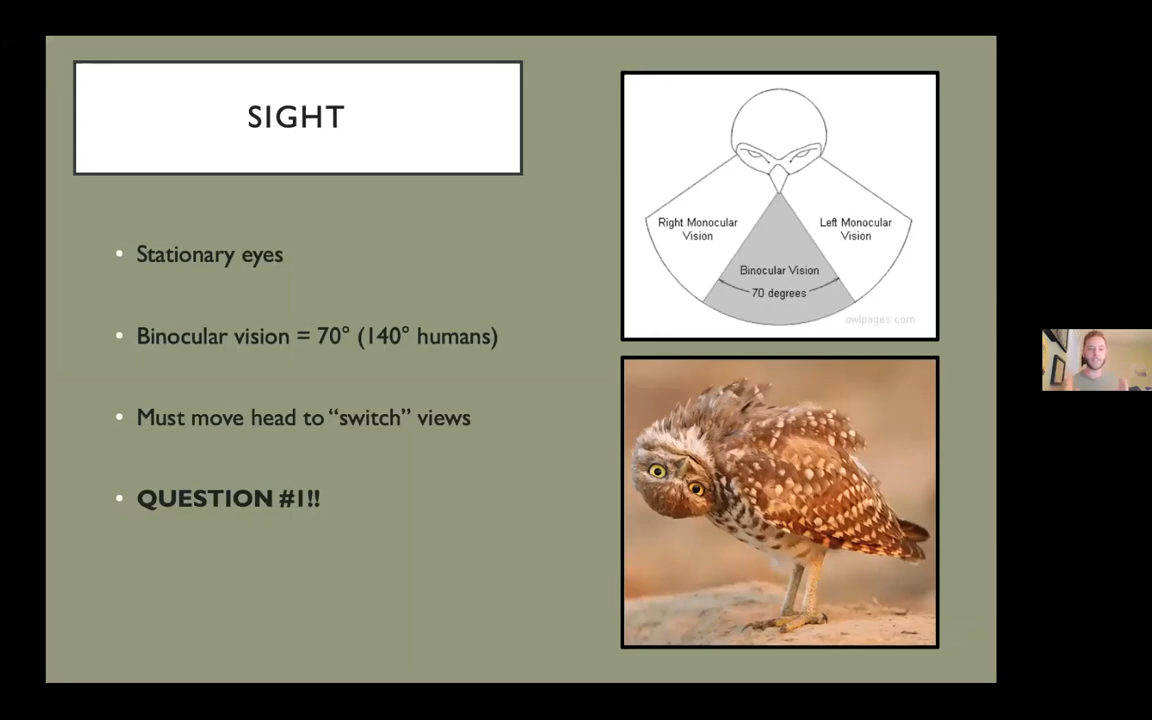 SIGHT
• Stationary eyes
• Binocular vision = 70° (140° humans)
• Must move head to “switch” views
• QUESTION #1!!
Right Monocular
Vision
Left Monocular
Vision
Binocular Vision
70 degrees
owlpages.com